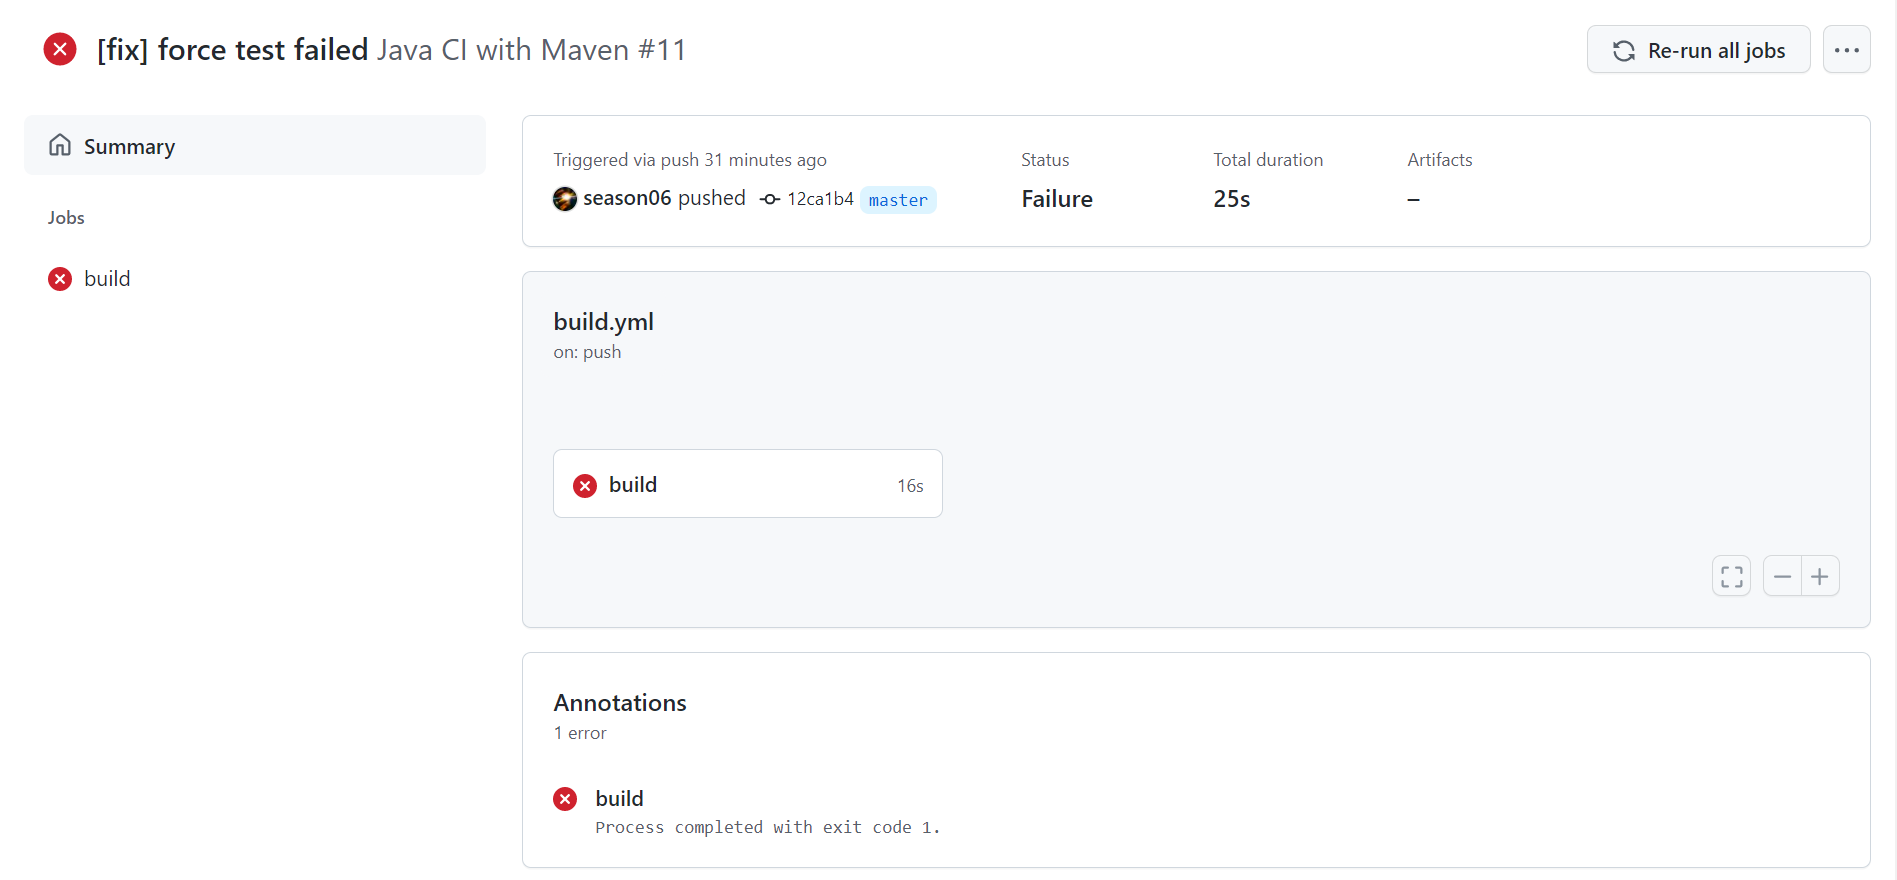 [fix] force test failed Java CI with Maven #11
Re-run all jobs
Summary
Jobs
build
Triggered via push 31 minutes ago
season06 pushed 12ca1b4 master
Status
Failure
Total duration
25s
Artifacts
–
build.yml
on: push
build 16s
Annotations
1 error
build
Process completed with exit code 1.